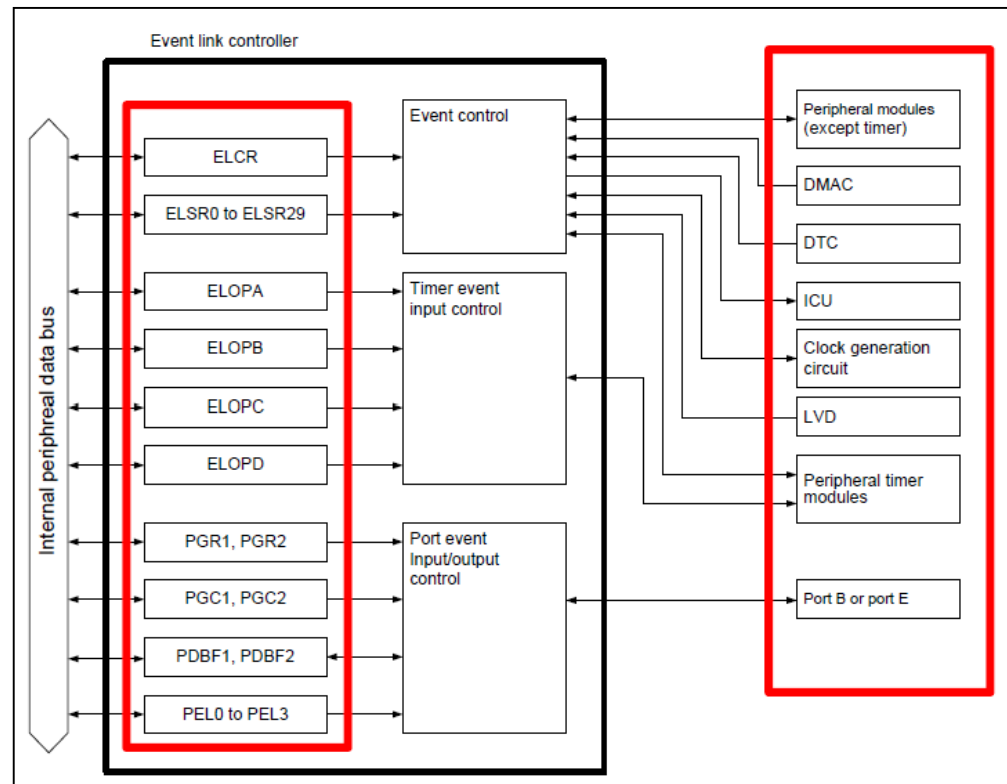 Event link controller
Internal periphreal data bus
ELCR
ELSR0 to ELSR29
ELOPA
ELOPB
ELOPC
ELOPD
PGR1, PGR2
PGC1, PGC2
PDBF1, PDBF2
PEL0 to PEL3
Event control
Timer event
input control
Port event
Input/output
control
Peripheral modules
(except timer)
DMAC
DTC
ICU
Clock generation
circuit
LVD
Peripheral timer
modules
Port B or port E